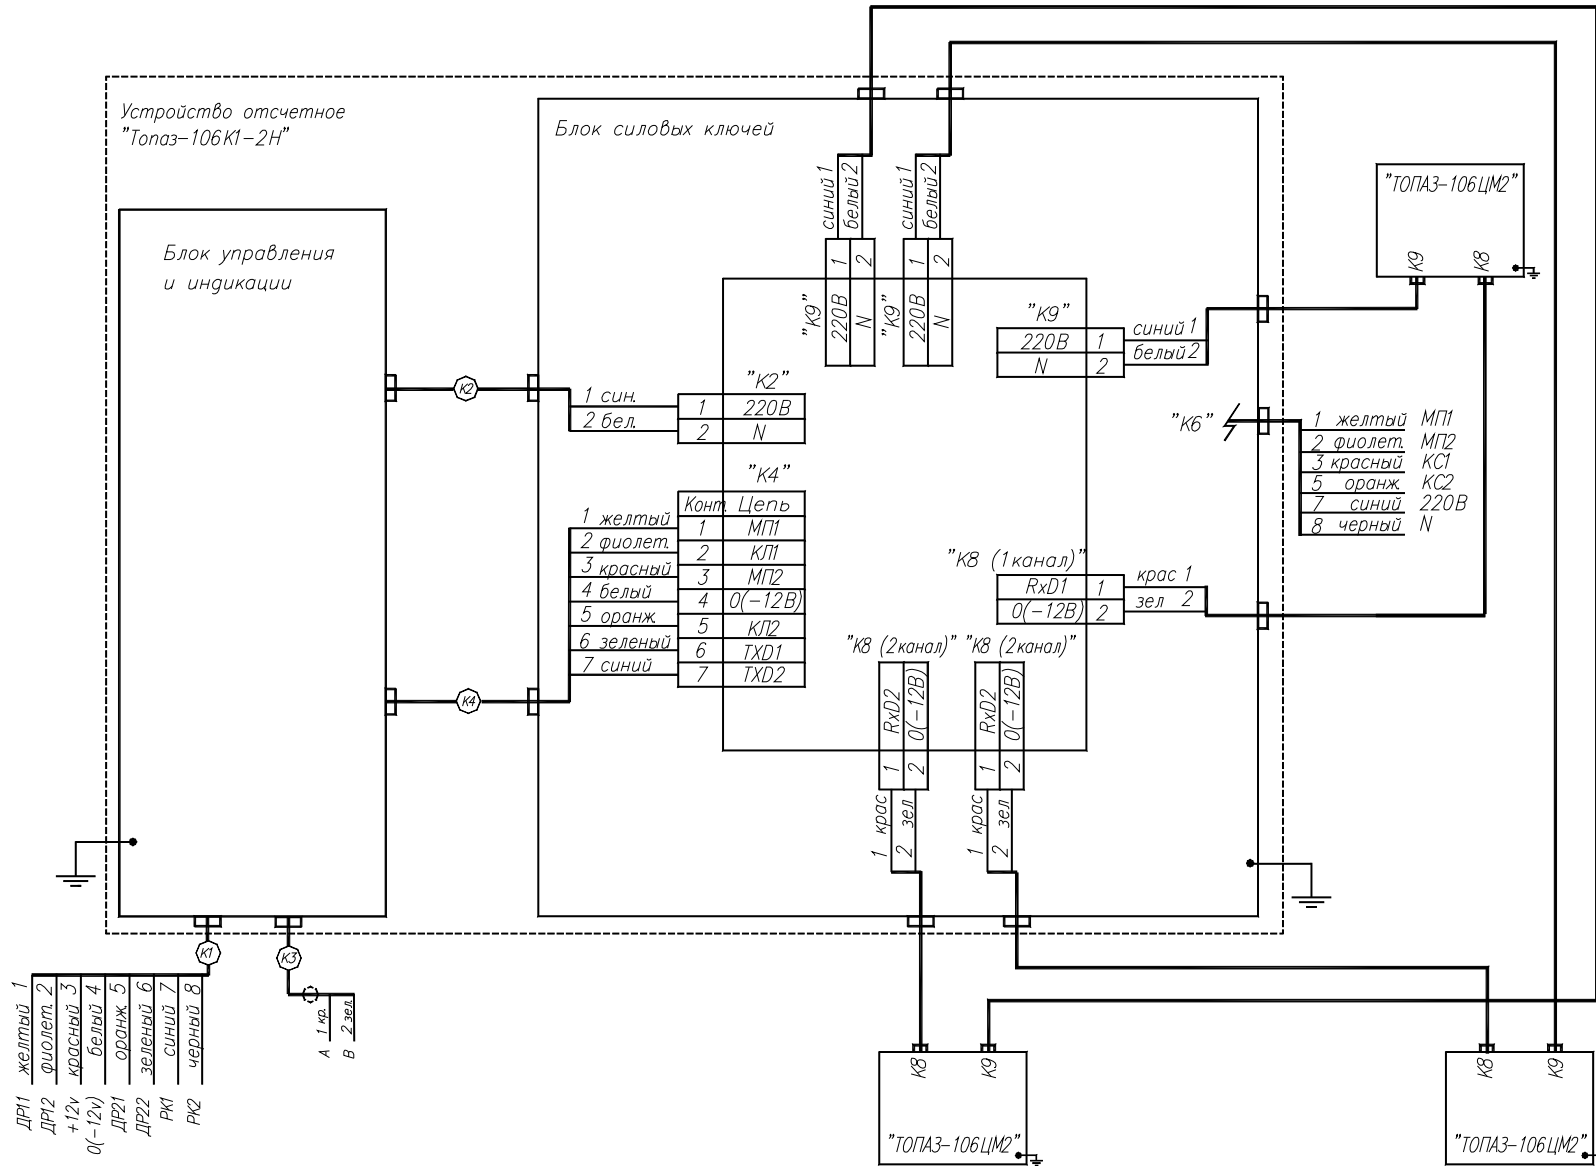 Устройство отсчетное
"Топаз-106К1-2Н"
Блок силовых ключей
Блок управления
и индикации
синий 1
белый 2
синий 1
белый 2
"К9"
1
2
220В
N
"К9"
1
2
220В
N
"К9"
220В 1
N 2
синий 1
белый 2
"ТОПАЗ-106ЦМ2"
К9
К8
К2
1 син.
2 бел.
"К2"
1 220В
2 N
"К6"
1 желтый МП1
2 фиолет. МП2
3 красный КС1
5 оранж. КС2
7 синий 220В
8 черный N
"К4"
Конт. Цепь
1 желтый 1 МП1
2 фиолет. 2 КЛ1
3 красный 3 МП2
4 белый 4 0(-12В)
5 оранж. 5 КЛ2
6 зеленый 6 TXD1
7 синий 7 TXD2
К4
"К8 (1канал)"
RxD1 1
0(-12В) 2
крас 1
зел 2
"К8 (2канал)"
RxD2
0(-12В)
1
2
1 крас
2 зел
"К8 (2канал)"
RxD2
0(-12В)
1
2
1 крас
2 зел
К1
К3
ДР11 желтый 1
ДР12 фиолет. 2
+12v красный 3
0(-12v) белый 4
ДР21 оранж. 5
ДР22 зеленый 6
РК1 синий 7
РК2 черный 8
А 1 кр.
В 2 зел.
К8
К9
"ТОПАЗ-106ЦМ2"
К8
К9
"ТОПАЗ-106ЦМ2"